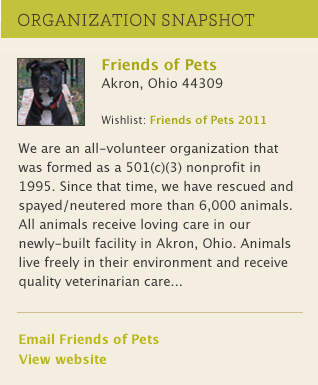 ORGANIZATION SNAPSHOT
Friends of Pets
Akron, Ohio 44309
Wishlist: Friends of Pets 2011
We are an all-volunteer organization that
was formed as a 501(c)(3) nonprofit in
1995. Since that time, we have rescued and
spayed/neutered more than 6,000 animals.
All animals receive loving care in our
newly-built facility in Akron, Ohio. Animals
live freely in their environment and receive
quality veterinarian care...
Email Friends of Pets
View website